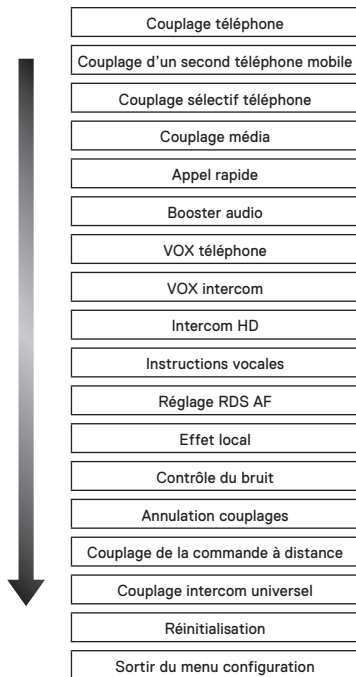 Couplage téléphone
Couplage d'un second téléphone mobile
Couplage sélectif téléphone
Couplage média
Appel rapide
Booster audio
VOX téléphone
VOX intercom
Intercom HD
Instructions vocales
Réglage RDS AF
Effet local
Contrôle du bruit
Annulation couplages
Couplage de la commande à distance
Couplage intercom universel
Réinitialisation
Sortir du menu configuration